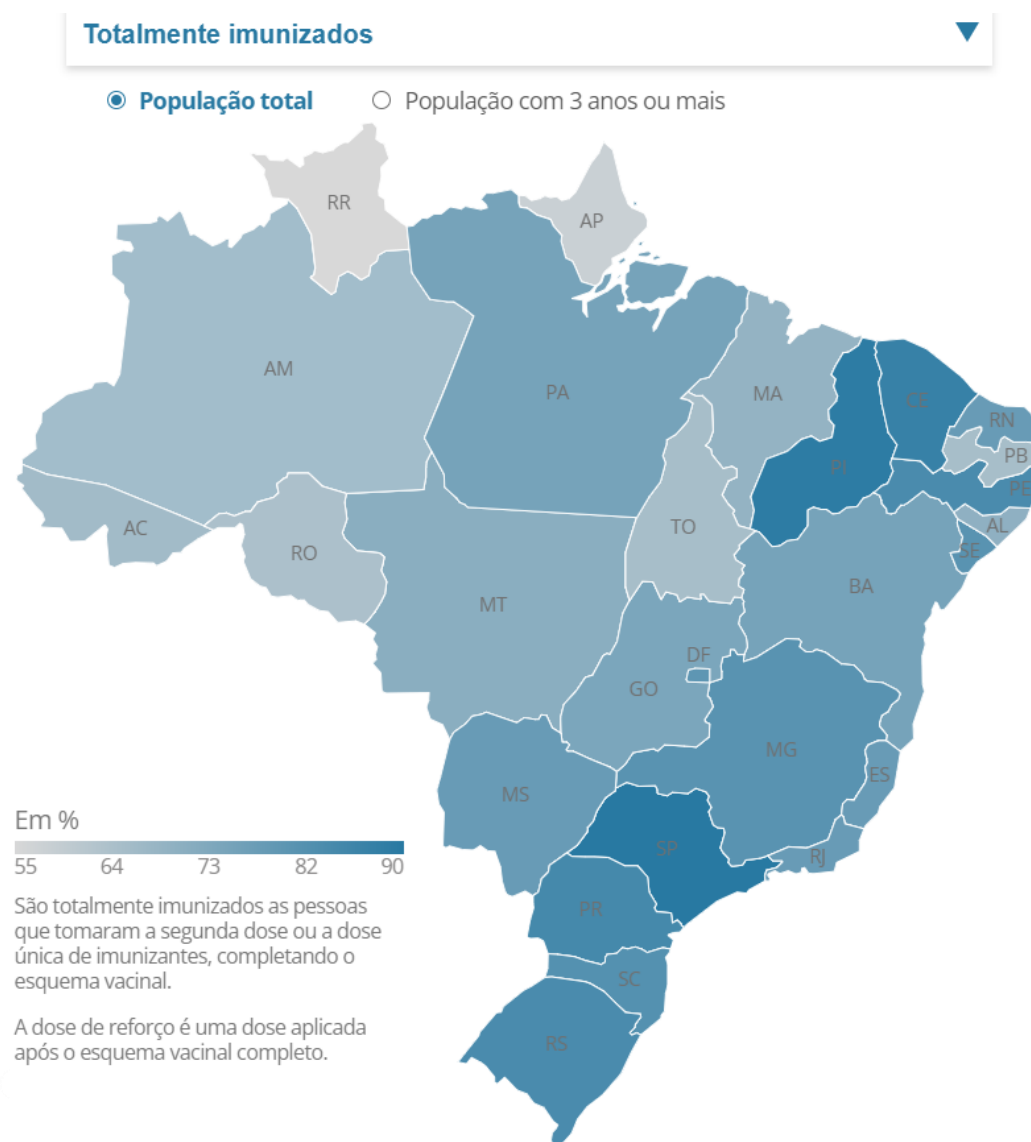 Totalmente imunizados
População total
População com 3 anos ou mais
RR
AP
AM
PA
MA
CE
RN
PB
PI
PE
AC
RO
TO
AL
SE
BA
MT
DF
GO
MG
ES
MS
SP
RJ
PR
SC
RS
Em %
55 64 73 82 90
São totalmente imunizados as pessoas
que tomaram a segunda dose ou a dose
única de imunizantes, completando o
esquema vacinal.
A dose de reforço é uma dose aplicada
após o esquema vacinal completo.